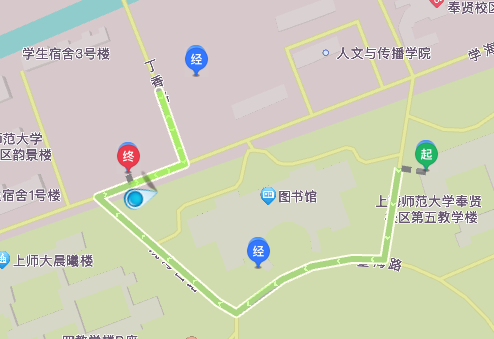 奉贤校区
学生宿舍3号楼
经
人文与传播学院
学海
丁香
范大学
区韵景楼
终
起
宿舍1号楼
图书馆
上海师范大学奉贤
区第五教学楼
经
上师大晨曦楼
海路